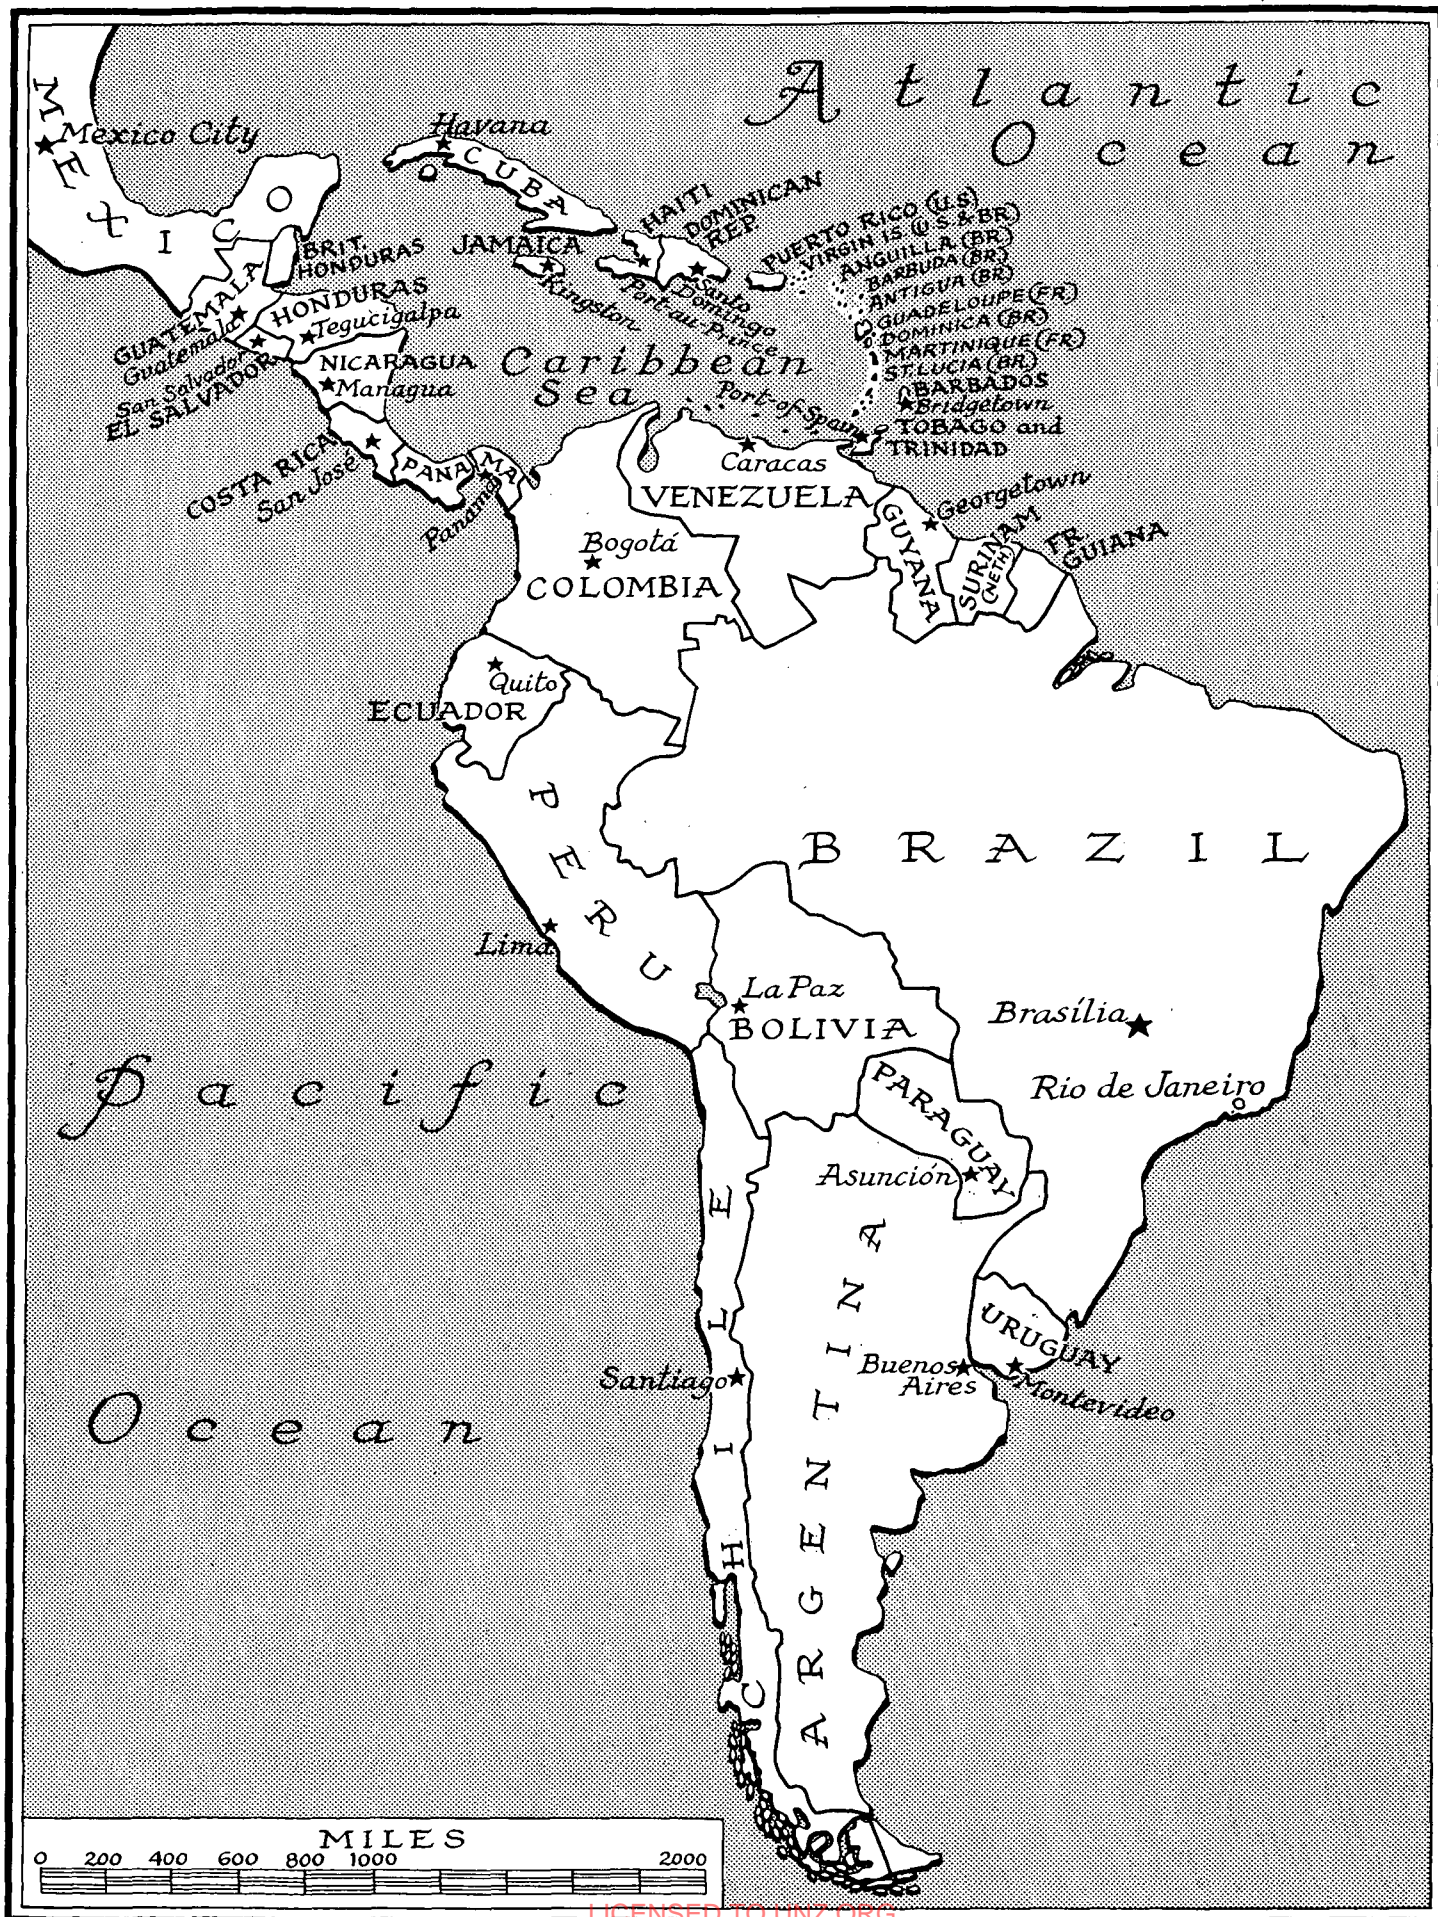 Atlantic
Ocean
MEXICO
Mexico City
Havana
CUBA
HAITI
DOMINICAN
REP.
PUERTO RICO (U.S)
VIRGIN IS (U.S & BR)
ANGUILLA (BR)
BARBUDA (BR)
ANTIGUA (BR)
GUADELOUPE (FR)
DOMINICA (BR)
MARTINIQUE (FR)
ST. LUCIA (BR)
BARBADOS
Bridgetown
TOBAGO and
TRINIDAD
BRIT.
HONDURAS
JAMAICA
Kingston
Port-au-Prince
Santo
Domingo
GUATEMALA
Guatemala
HONDURAS
Tegucigalpa
San Salvador
EL SALVADOR
NICARAGUA
Managua
Caribbean
Sea
Port-of-Spain
COSTA RICA
San José
PANAMA
Panama
Caracas
VENEZUELA
Georgetown
GUYANA
SURINAM
(NETH)
FR.
GUIANA
Bogotá
COLOMBIA
Quito
ECUADOR
PERU
Lima
BRAZIL
La Paz
BOLIVIA
Brasília
Rio de Janeiro
Pacific
Ocean
PARAGUAY
Asunción
CHILE
Santiago
ARGENTINA
Buenos
Aires
URUGUAY
Montevideo
MILES
0 200 400 600 800 1000 2000
LICENSED TO UNZ.ORG